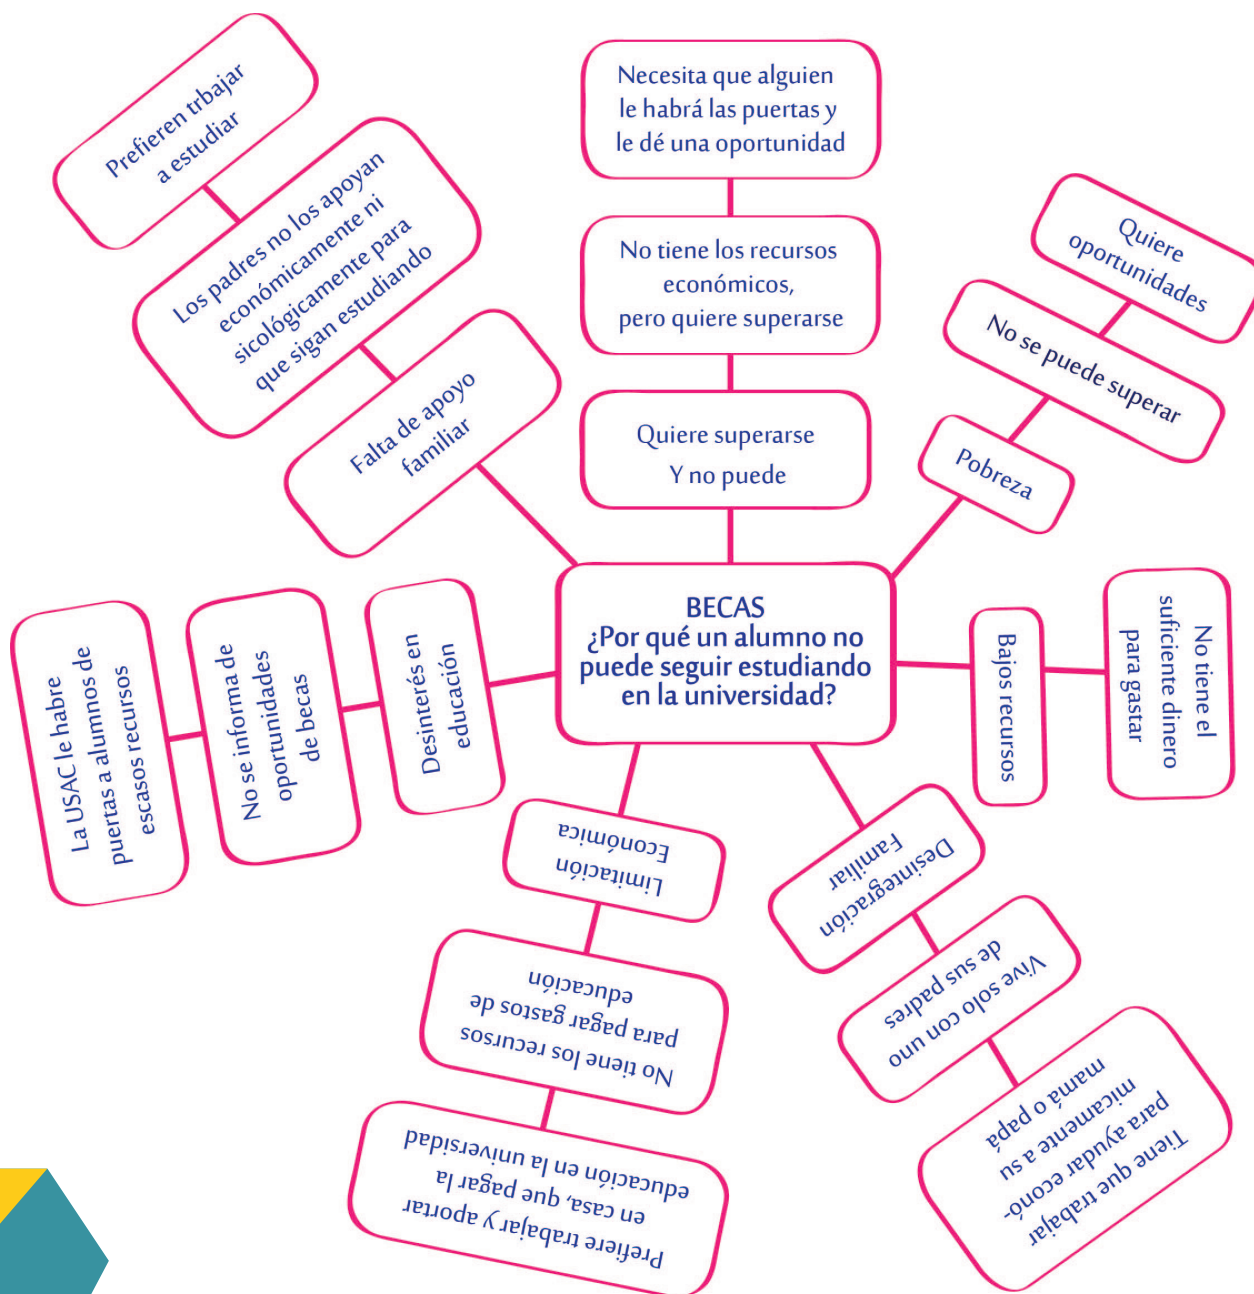 BECAS
¿Por qué un alumno no
puede seguir estudiando
en la universidad?
Quiere superarse
Y no puede
No tiene los recursos
económicos,
pero quiere superarse
Necesita que alguien
le habrá las puertas y
le dé una oportunidad
Pobreza
No se puede superar
Quiere
oportunidades
Bajos recursos
No tiene el
suficiente dinero
para gastar
Desintegración
Familiar
Vive solo con uno
de sus padres
Tiene que trabajar
para ayudar econó-
micamente a su
mamá o papá
Limitación
Económica
No tiene los recursos
para pagar gastos de
educación
Prefiere trabajar y aportar
en casa, que pagar la
educación en la universidad
Desinterés en
educación
No se informa de
oportunidades
de becas
La USAC le habre
puertas a alumnos de
escasos recursos
Falta de apoyo
familiar
Los padres no los apoyan
económicamente ni
sicológicamente para
que sigan estudiando
Prefieren trbajar
a estudiar